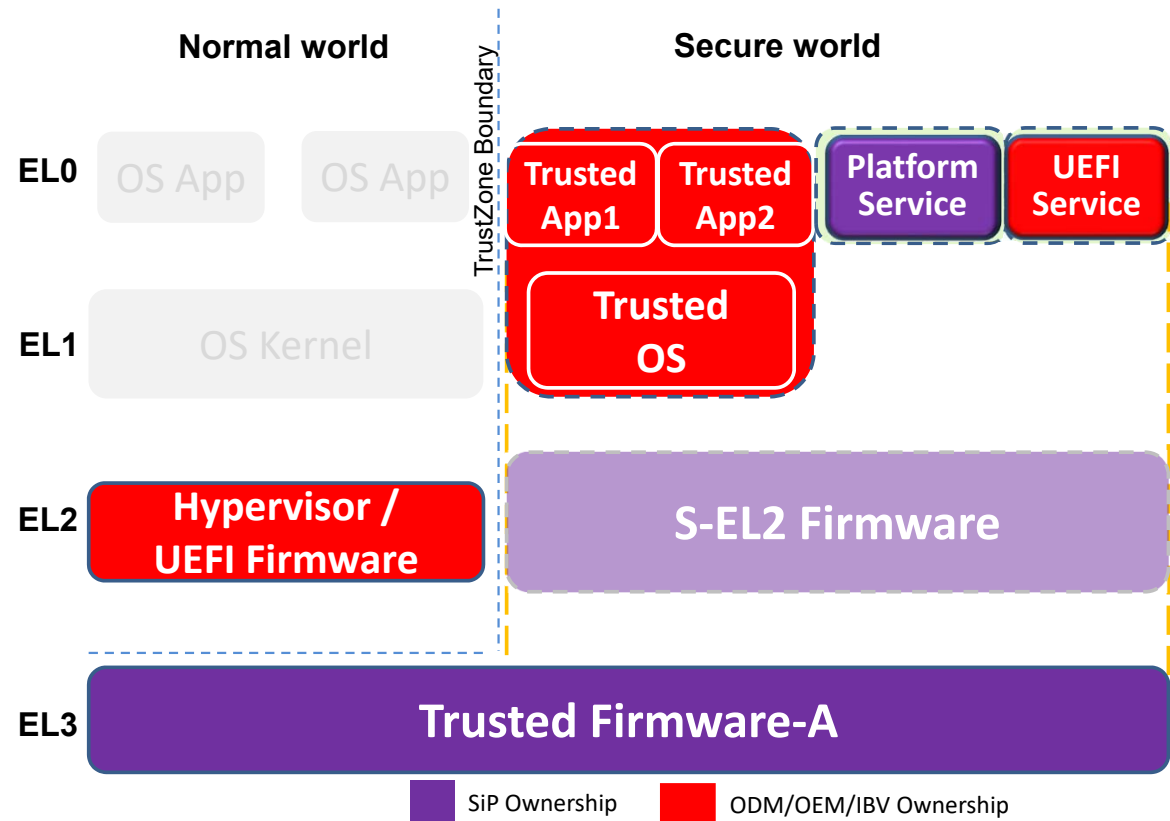 Normal world
Secure world
TrustZone Boundary
EL0
OS App
OS App
Trusted
App1
Trusted
App2
Platform
Service
UEFI
Service
EL1
OS Kernel
Trusted
OS
EL2
Hypervisor /
UEFI Firmware
S-EL2 Firmware
EL3
Trusted Firmware-A
SiP Ownership
ODM/OEM/IBV Ownership